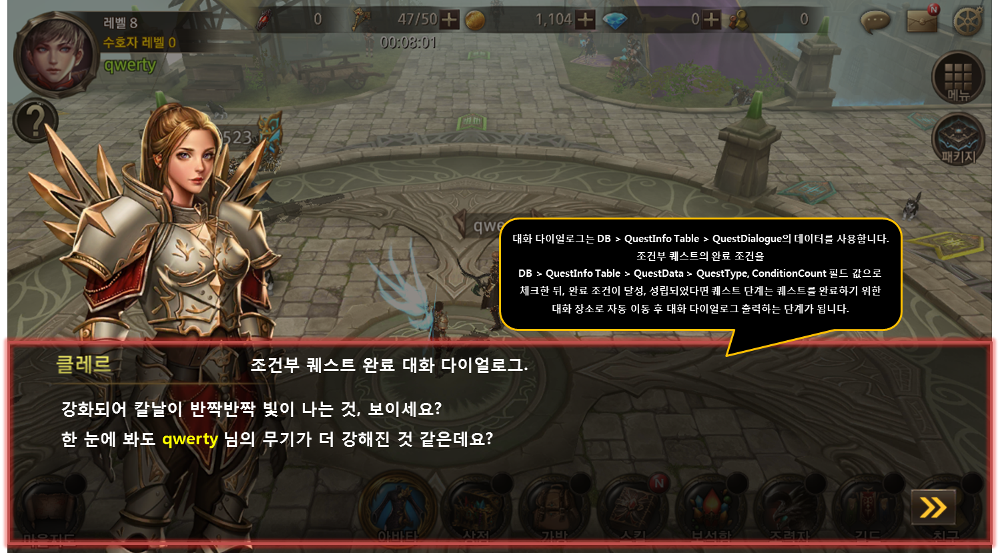 레벨 8
수호자 레벨 0
qwerty
0
47/50
1,104
0
0
00:08:01
N
메뉴
?
523
패키지
qwe
대화 다이얼로그는 DB > QuestInfo Table > QuestDialogue의 데이터를 사용합니다.
조건부 퀘스트의 완료 조건을
DB > QuestInfo Table > QuestData > QuestType, ConditionCount 필드 값으로
체크한 뒤, 완료 조건이 달성, 성립되었다면 퀘스트 단계는 퀘스트를 완료하기 위한
대화 장소로 자동 이동 후 대화 다이얼로그 출력하는 단계가 됩니다.
클레르
조건부 퀘스트 완료 대화 다이얼로그.
강화되어 칼날이 반짝반짝 빛이 나는 것, 보이세요?
한 눈에 봐도 qwerty 님의 무기가 더 강해진 것 같은데요?
N
마을지도
아바타
상점
가방
스킬
보석함
조력자
길드
친구